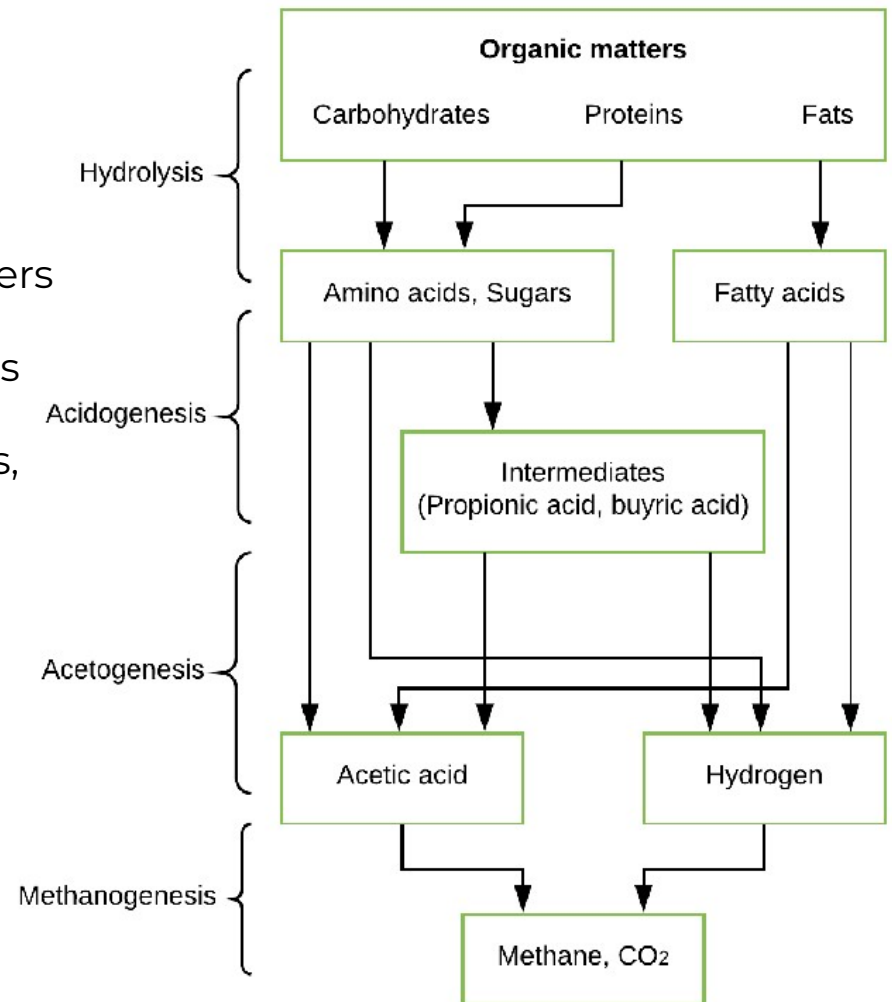 Organic matters
Carbohydrates Proteins Fats
Hydrolysis
ers
Amino acids, Sugars Fatty acids
s
Acidogenesis
s,
Intermediates
(Propionic acid, buyric acid)
Acetogenesis
Acetic acid Hydrogen
Methanogenesis
Methane, CO2